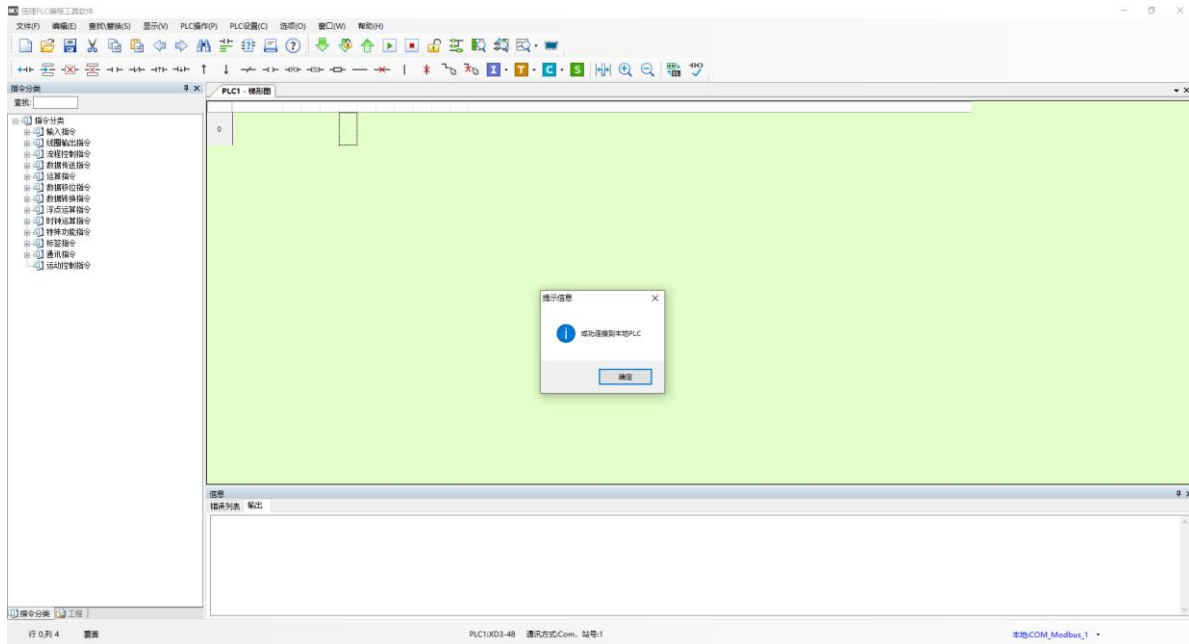 信捷PLC编程工具软件
文件(F) 编辑(E) 查找\替换(S) 显示(V) PLC操作(P) PLC设置(C) 选项(O) 窗口(W) 帮助(H)
指令分类
PLC1 - 梯形图
查找:
指令分类
输入指令
线圈输出指令
流程控制指令
数据传送指令
运算指令
数据移位指令
数据转换指令
浮点运算指令
时钟运算指令
特殊功能指令
标签指令
通讯指令
运动控制指令
0
I T C S
提示信息
成功连接到本地PLC
确定
信息
错误列表 输出
指令分类 工程
行 0,列 4 覆盖 PLC1:XD3-48 通讯方式:Com, 站号:1 本地:COM_Modbus_1